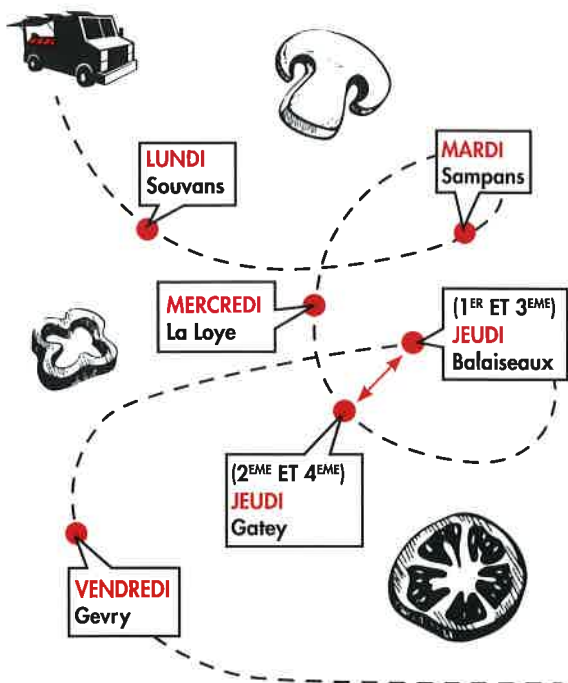 LUNDI
Souvans
MARDI
Sampans
MERCREDI
La Loye
(1ER ET 3EME)
JEUDI
Balaiseaux
(2EME ET 4EME)
JEUDI
Gatey
VENDREDI
Gevry